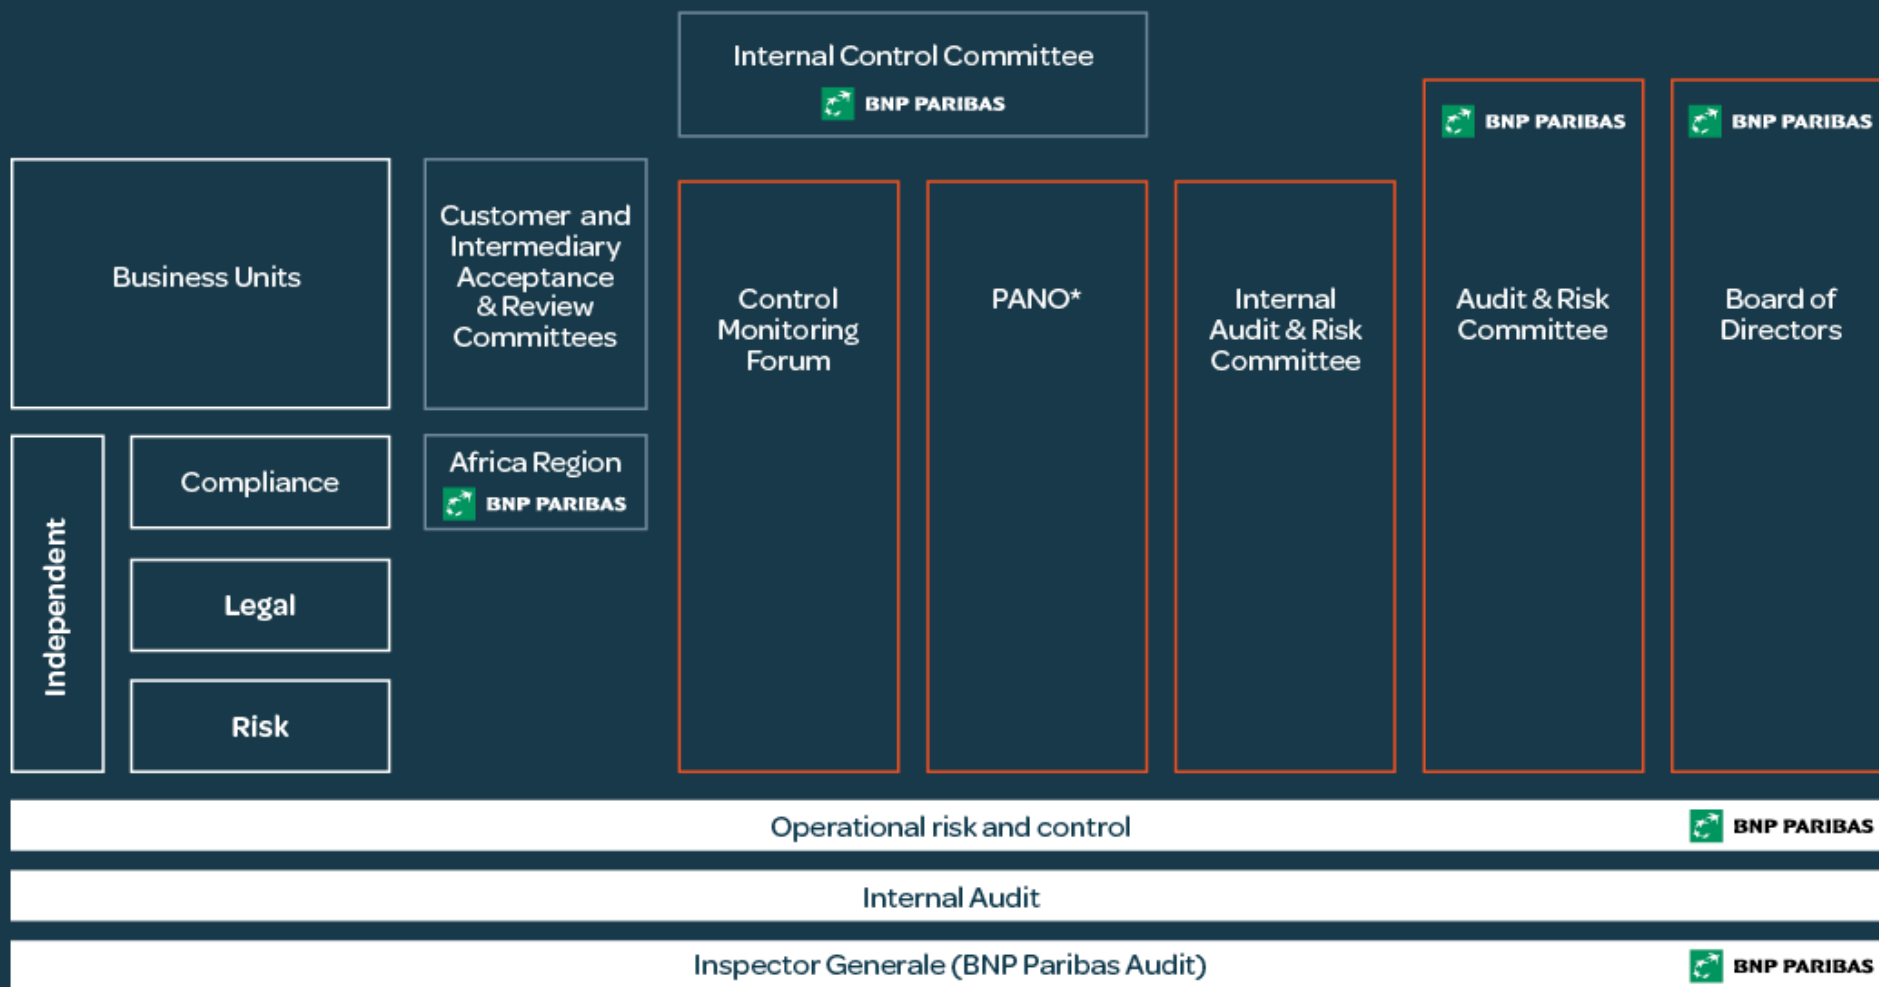 Internal Control Committee
BNP PARIBAS
BNP PARIBAS
BNP PARIBAS
Business Units
Customer and
Intermediary
Acceptance
& Review
Committees
Control
Monitoring
Forum
PANO*
Internal
Audit & Risk
Committee
Audit & Risk
Committee
Board of
Directors
Independent
Compliance
Africa Region
BNP PARIBAS
Legal
Risk
Operational risk and control
BNP PARIBAS
Internal Audit
Inspector Generale (BNP Paribas Audit)
BNP PARIBAS